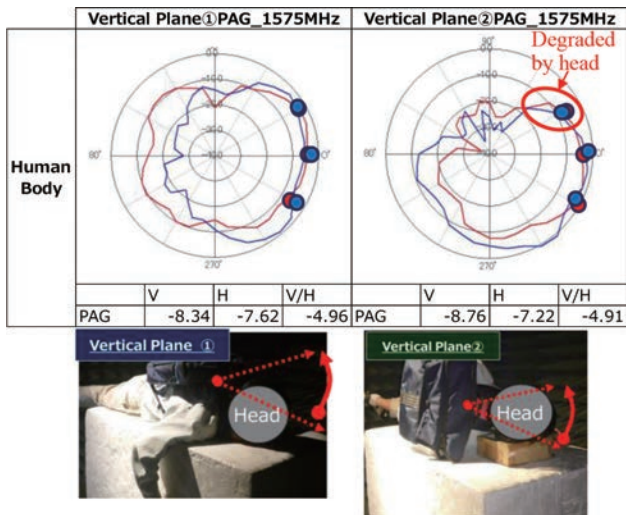 Vertical Plane①PAG_1575MHz
Vertical Plane②PAG_1575MHz
Human
Body
270°
90°
Degraded
by head
270°
V H V/H
PAG -8.34 -7.62 -4.96
V H V/H
PAG -8.76 -7.22 -4.91
Vertical Plane ①
Head
Vertical Plane②
Head